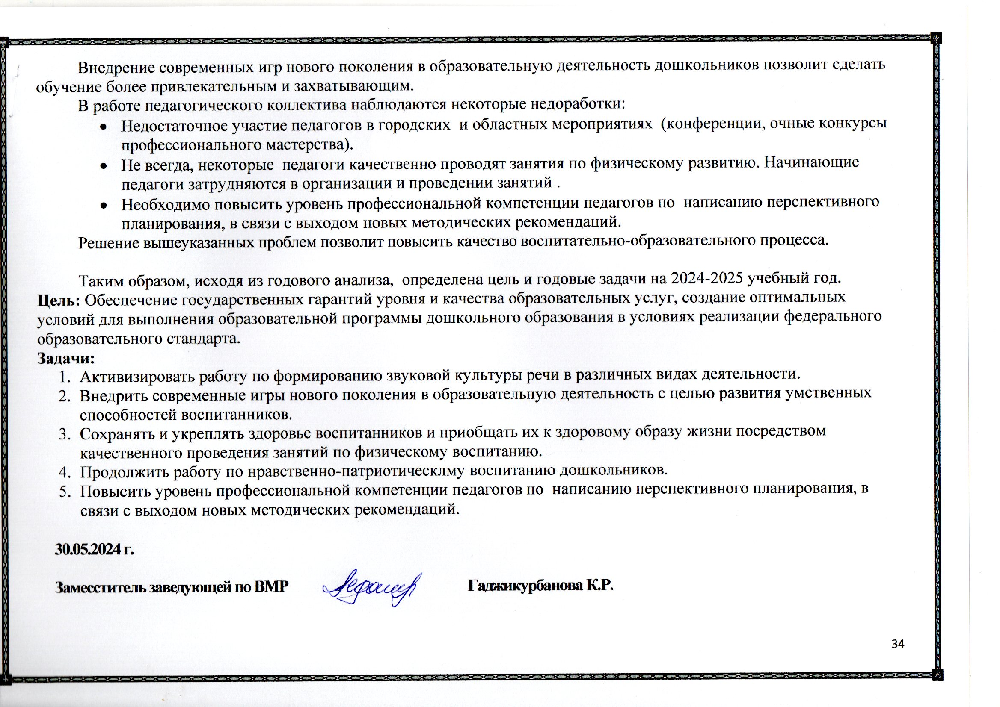 Внедрение современных игр нового поколения в образовательную деятельность дошкольников позволит сделать
обучение более привлекательным и захватывающим.
В работе педагогического коллектива наблюдаются некоторые недоработки:
• Недостаточное участие педагогов в городских и областных мероприятиях (конференции, очные конкурсы
профессионального мастерства).
• Не всегда, некоторые педагоги качественно проводят занятия по физическому развитию. Начинающие
педагоги затрудняются в организации и проведении занятий .
• Необходимо повысить уровень профессиональной компетенции педагогов по написанию перспективного
планирования, в связи с выходом новых методических рекомендаций.
Решение вышеуказанных проблем позволит повысить качество воспитательно-образовательного процесса.
Таким образом, исходя из годового анализа, определена цель и годовые задачи на 2024-2025 учебный год.
Цель: Обеспечение государственных гарантий уровня и качества образовательных услуг, создание оптимальных
условий для выполнения образовательной программы дошкольного образования в условиях реализации федерального
образовательного стандарта.
Задачи:
1. Активизировать работу по формированию звуковой культуры речи в различных видах деятельности.
2. Внедрить современные игры нового поколения в образовательную деятельность с целью развития умственных
способностей воспитанников.
3. Сохранять и укреплять здоровье воспитанников и приобщать их к здоровому образу жизни посредством
качественного проведения занятий по физическому воспитанию.
4. Продолжить работу по нравственно-патриотическлму воспитанию дошкольников.
5. Повысить уровень профессиональной компетенции педагогов по написанию перспективного планирования, в
связи с выходом новых методических рекомендаций.
30.05.2024 г.
Замесститель заведующей по ВМР Гаджикурбанова К.Р.
34